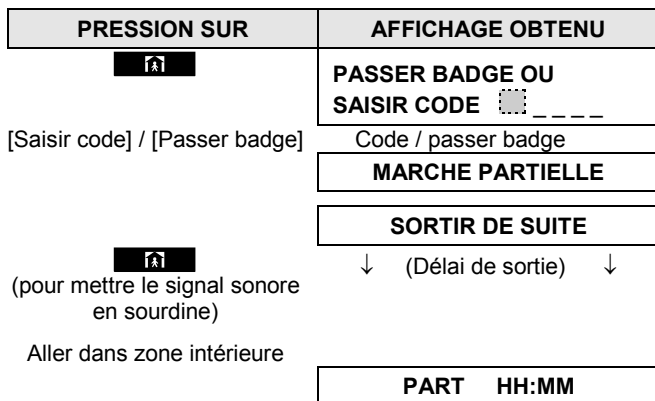 PRESSION SUR AFFICHAGE OBTENU
PASSER BADGE OU
SAISIR CODE _ _ _ _
[Saisir code] / [Passer badge] Code / passer badge
MARCHE PARTIELLE
SORTIR DE SUITE
↓ (Délai de sortie) ↓
(pour mettre le signal sonore
en sourdine)
Aller dans zone intérieure
PART HH:MM